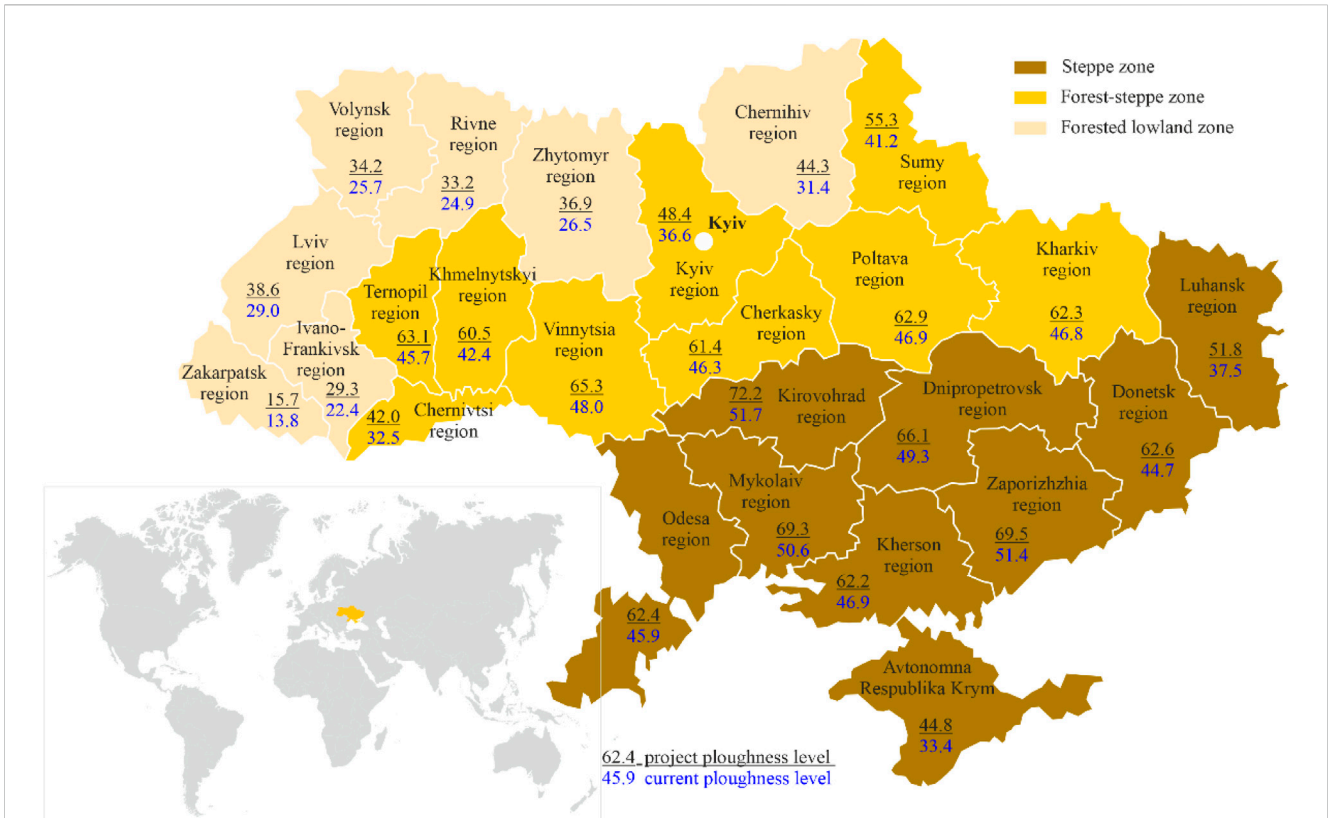 Steppe zone
Forest-steppe zone
Forested lowland zone
Volynsk
region
34.2
25.7
Rivne
region
33.2
24.9
Zhytomyr
region
36.9
26.5
Chernihiv
region
44.3
31.4
55.3
41.2
Sumy
region
48.4
36.6
Kyiv
Kyiv
region
Lviv
region
38.6
29.0
Ternopil
region
63.1
45.7
Khmelnytskyi
region
60.5
42.4
Vinnytsia
region
65.3
48.0
Cherkasky
region
61.4
46.3
Poltava
region
62.9
46.9
Kharkiv
region
62.3
46.8
Luhansk
region
51.8
37.5
Ivano-
Frankivsk
region
29.3
22.4
Zakarpatsk
region
15.7
13.8
42.0
32.5
Chernivtsi
region
72.2
51.7
Kirovohrad
region
Dnipropetrovsk
region
66.1
49.3
Donetsk
region
62.6
44.7
Mykolaiv
region
69.3
50.6
Zaporizhzhia
region
69.5
51.4
Odesa
region
62.4
45.9
Kherson
region
62.2
46.9
Avtonomna
Respublika Krym
44.8
33.4
62.4 project ploughness level
45.9 current ploughness level